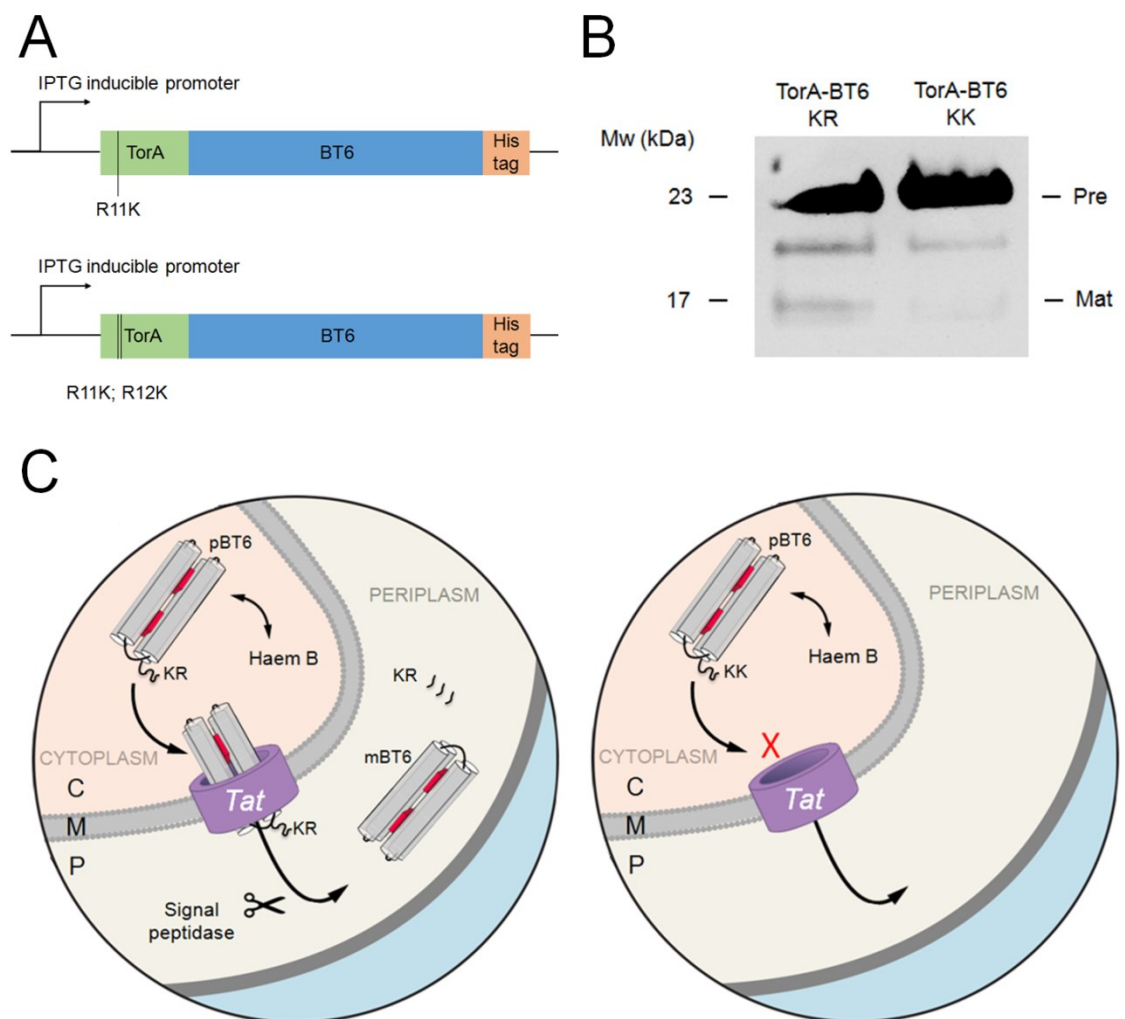 A
IPTG inducible promoter
TorA
BT6
His
tag
R11K
IPTG inducible promoter
TorA
BT6
His
tag
R11K; R12K
B
TorA-BT6
KR
TorA-BT6
KK
Mw (kDa)
23
Pre
17
Mat
C
pBT6
PERIPLASM
KR
Haem B
KR
CYTOPLASM
mBT6
C
Tat
M
KR
P
Signal
peptidase
pBT6
PERIPLASM
KK
Haem B
X
CYTOPLASM
C
Tat
M
P